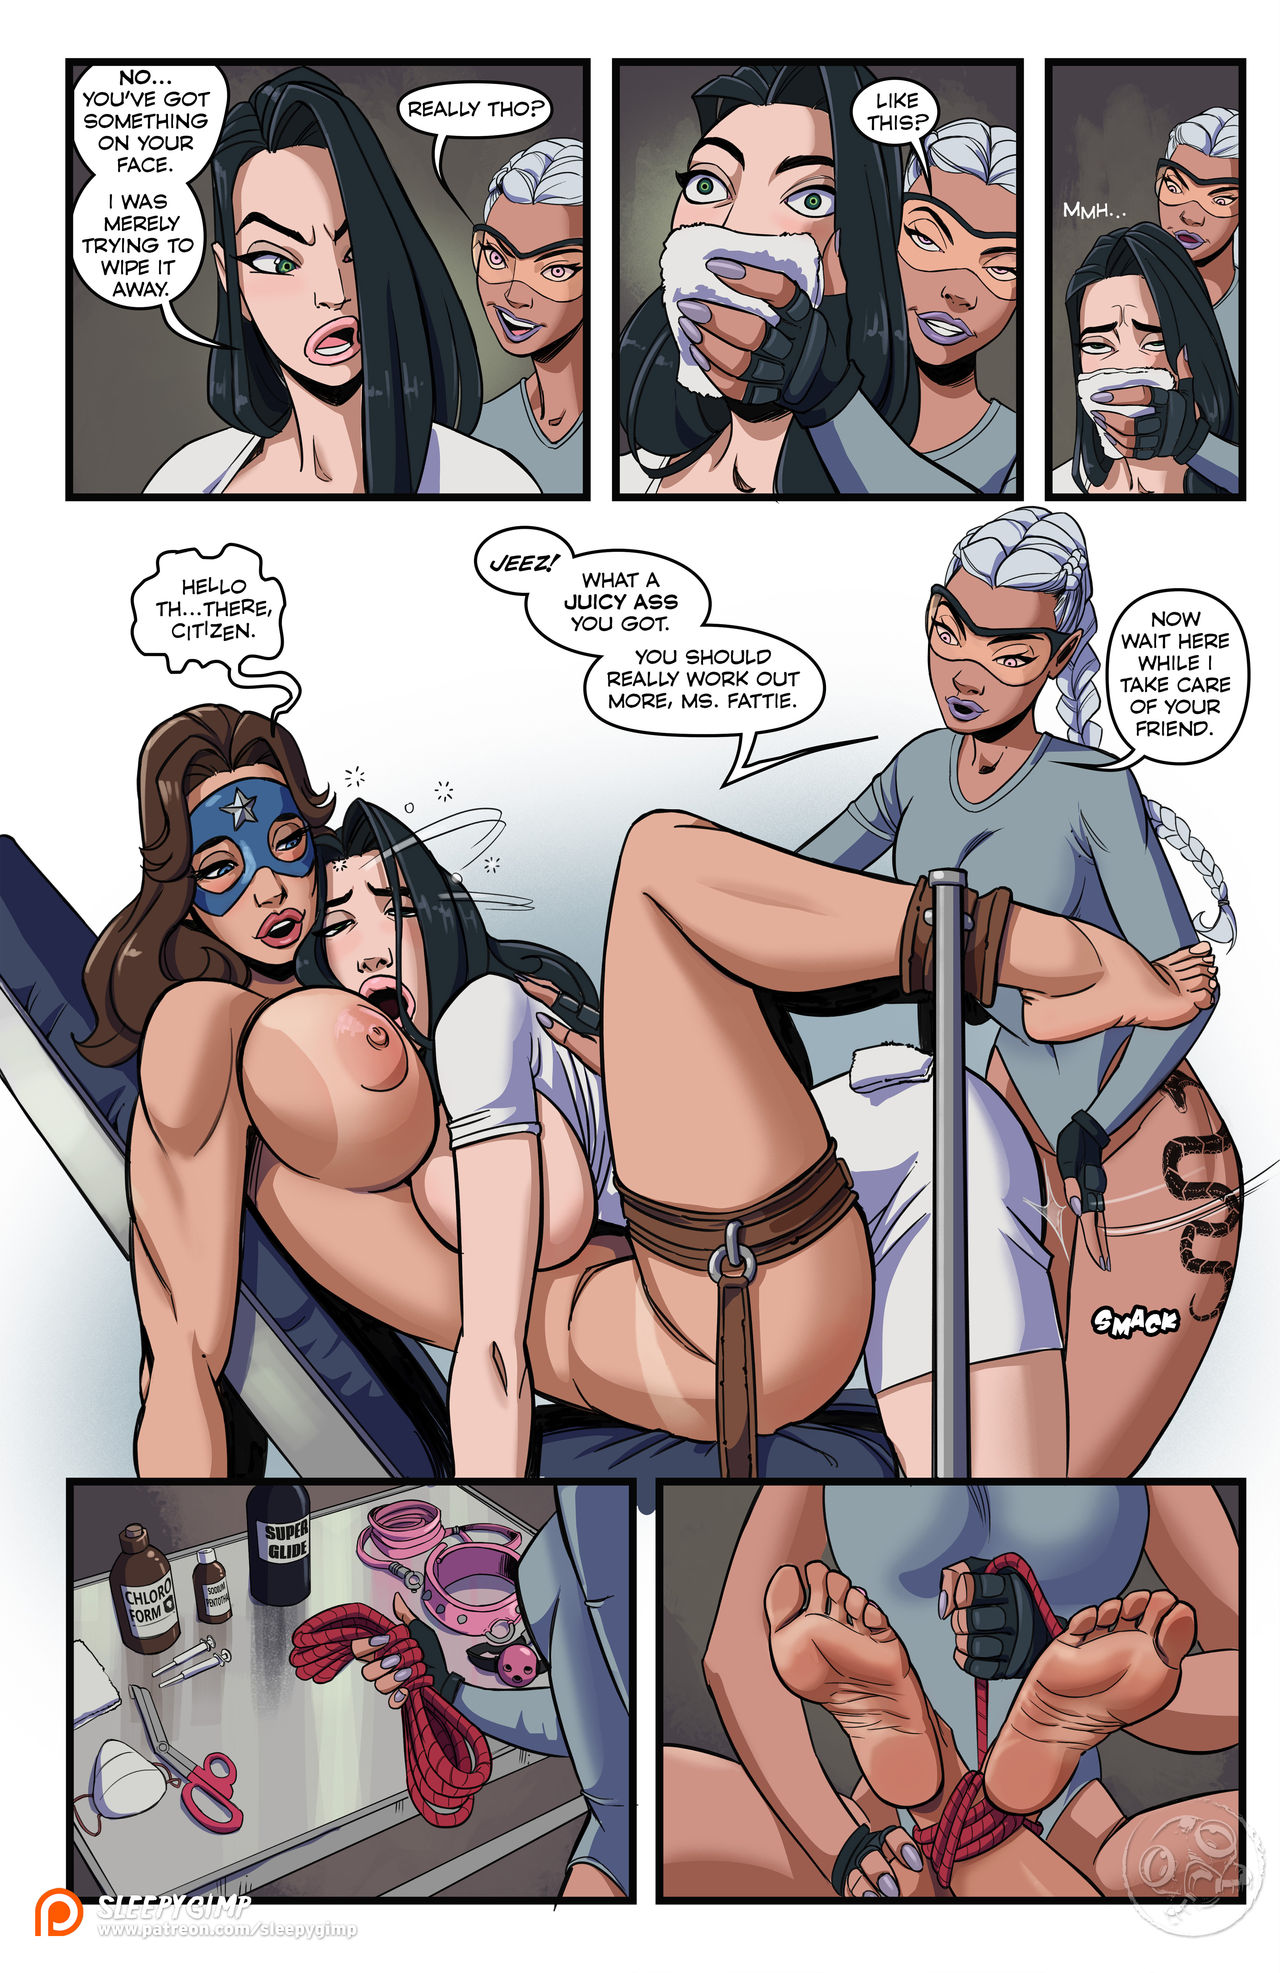 NO...
YOU'VE GOT
SOMETHING
ON YOUR
FACE.
I WAS
MERELY
TRYING TO
WIPE IT
AWAY.
REALLY THO?
LIKE
THIS?
MMH...
HELLO
TH...THERE,
CITIZEN.
JEEZ!
WHAT A
JUICY ASS
YOU GOT.
YOU SHOULD
REALLY WORK OUT
MORE, MS. FATTIE.
NOW
WAIT HERE
WHILE I
TAKE CARE
OF YOUR
FRIEND.
SMACK
CHLORO
FORM
SODIUM
PENTOTHAL
SUPER
GLIDE
SLEEPYGIMP
www.patreon.com/sleepygimp